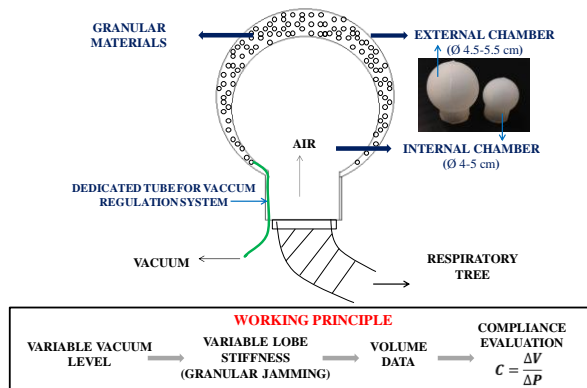 GRANULAR
MATERIALS
EXTERNAL CHAMBER
(Ø 4.5-5.5 cm)
AIR
INTERNAL CHAMBER
(Ø 4-5 cm)
DEDICATED TUBE FOR VACCUM
REGULATION SYSTEM
VACUUM
RESPIRATORY
TREE
WORKING PRINCIPLE
VARIABLE VACUUM
LEVEL
VARIABLE LOBE
STIFFNESS
(GRANULAR JAMMING)
VOLUME
DATA
COMPLIANCE
EVALUATION
C = ΔV/ΔP